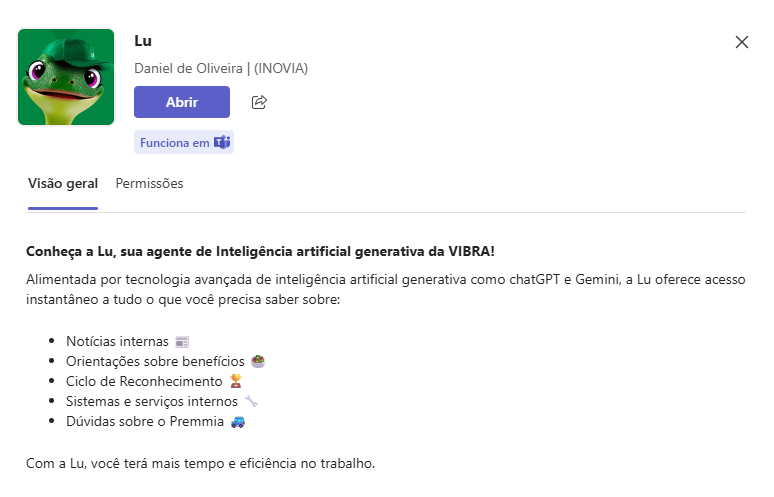 Lu
Daniel de Oliveira | (INOVIA)
Abrir
Funciona em
Visão geral Permissões
Conheça a Lu, sua agente de Inteligência artificial generativa da VIBRA!
Alimentada por tecnologia avançada de inteligência artificial generativa como chatGPT e Gemini, a Lu oferece acesso
instantâneo a tudo o que você precisa saber sobre:
• Notícias internas 📰
• Orientações sobre benefícios 🥗
• Ciclo de Reconhecimento 🏆
• Sistemas e serviços internos 🔧
• Dúvidas sobre o Premmia 🚙
Com a Lu, você terá mais tempo e eficiência no trabalho.